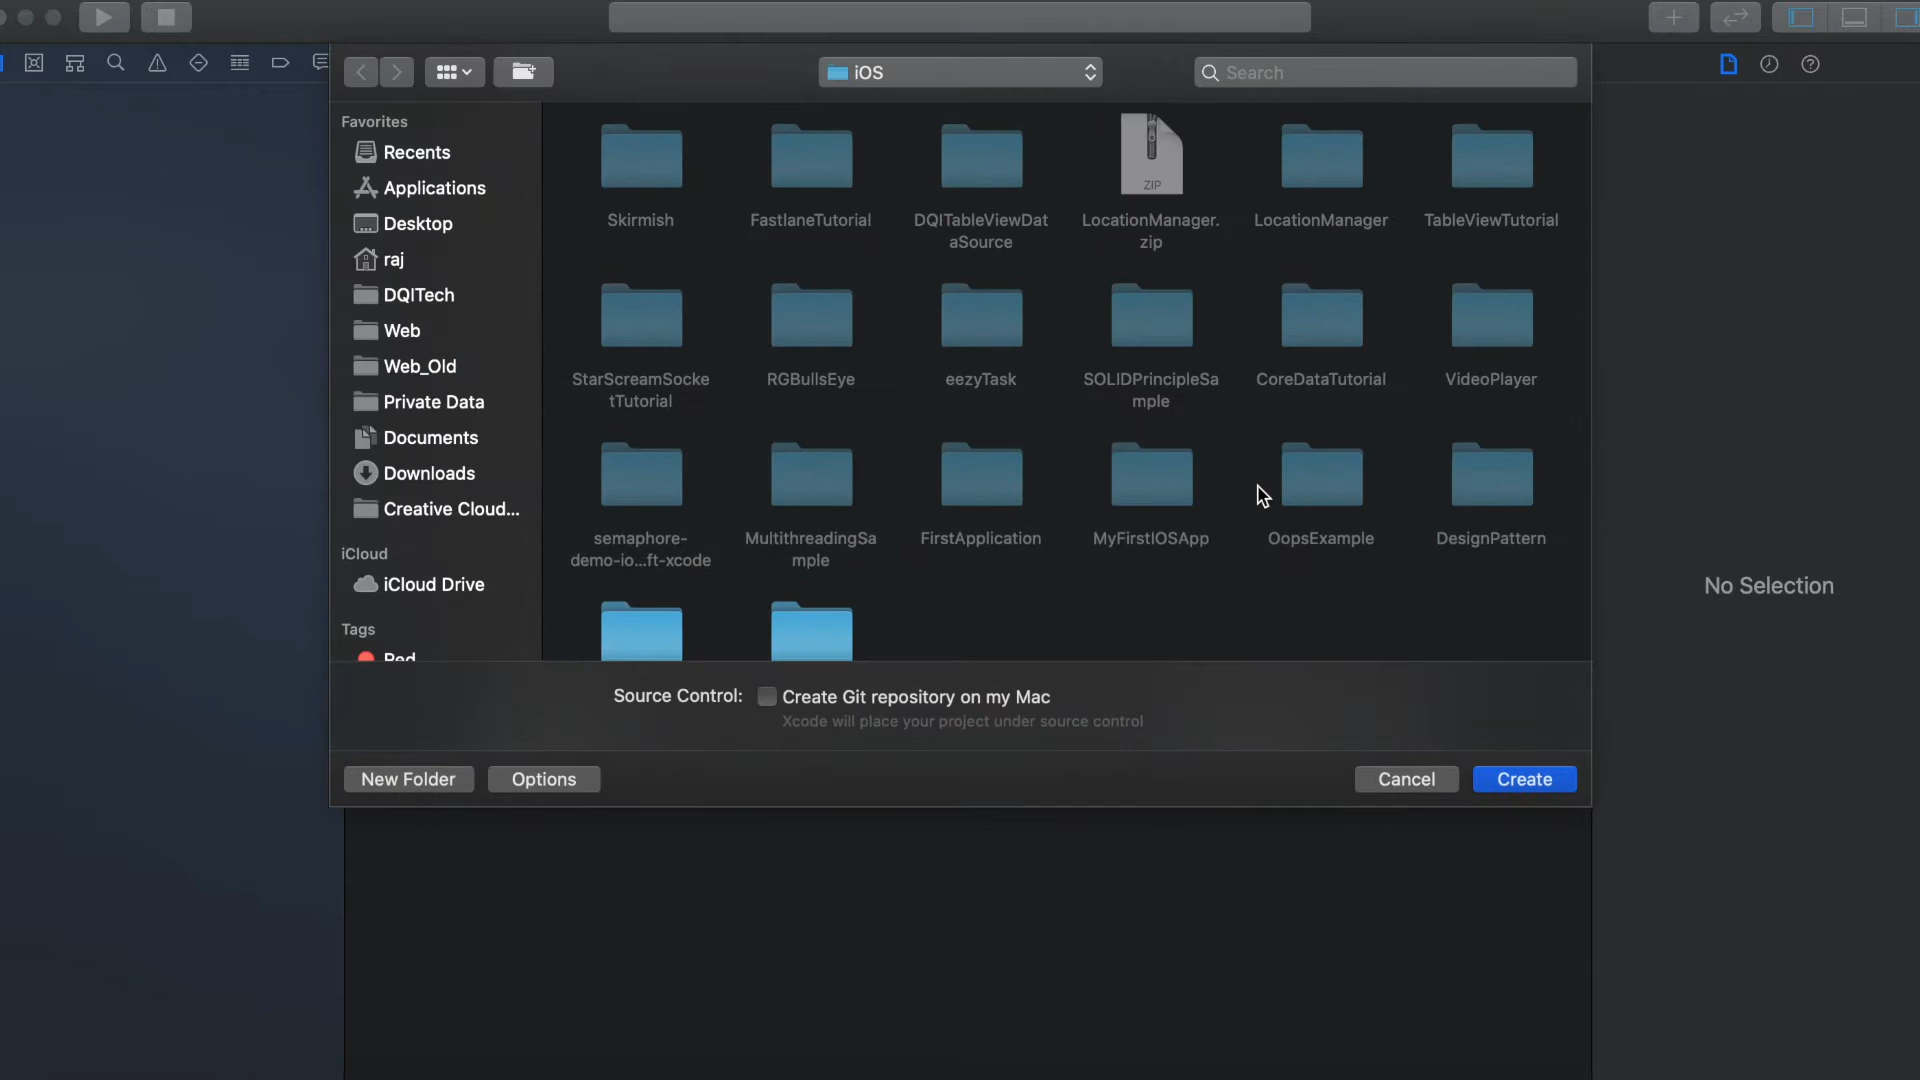 iOS
Search
Favorites
Recents
Applications
Desktop
raj
DQITech
Web
Web_Old
Private Data
Documents
Downloads
Creative Cloud...
iCloud
iCloud Drive
Tags
Red
Skirmish
FastlaneTutorial
DQITableViewDat
aSource
ZIP
LocationManager.
zip
LocationManager
TableViewTutorial
StarScreamSocke
tTutorial
RGBullsEye
eezyTask
SOLIDPrincipleSa
mple
CoreDataTutorial
VideoPlayer
semaphore-
demo-io...ft-xcode
MultithreadingSa
mple
FirstApplication
MyFirstIOSApp
OopsExample
DesignPattern
No Selection
Source Control:
Create Git repository on my Mac
Xcode will place your project under source control
New Folder
Options
Cancel
Create